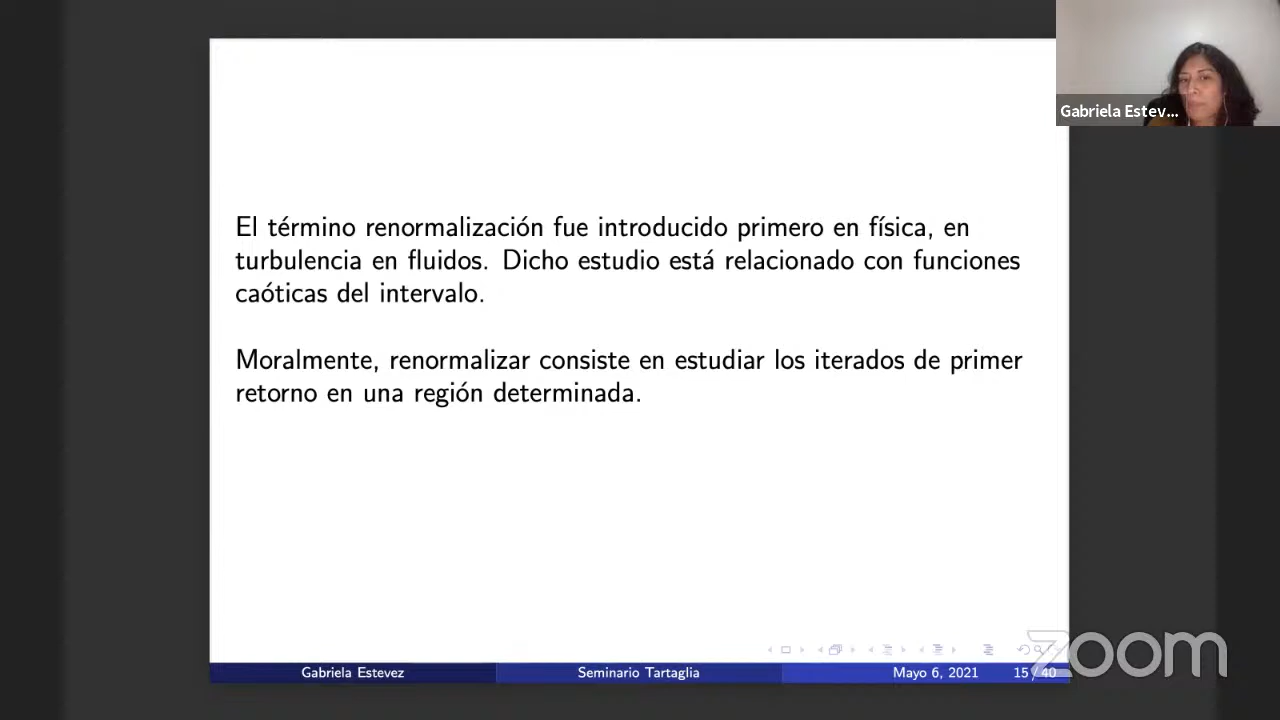 Gabriela Estev...
El término renormalización fue introducido primero en física, en
turbulencia en fluidos. Dicho estudio está relacionado con funciones
caóticas del intervalo.
Moralmente, renormalizar consiste en estudiar los iterados de primer
retorno en una región determinada.
zoom
Gabriela Estevez Seminario Tartaglia Mayo 6, 2021 15 / 40